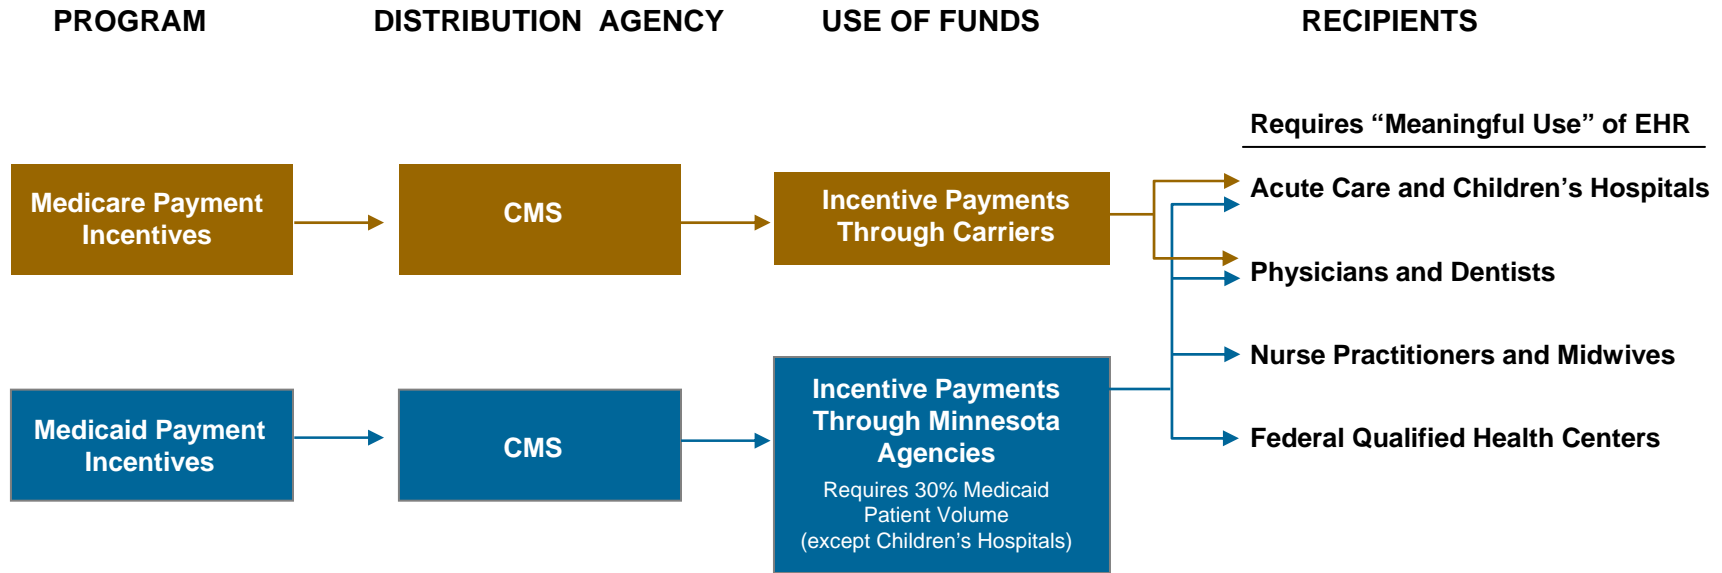 PROGRAM
DISTRIBUTION AGENCY
USE OF FUNDS
RECIPIENTS
Requires “Meaningful Use” of EHR
Medicare Payment
Incentives
CMS
Incentive Payments
Through Carriers
Acute Care and Children’s Hospitals
Physicians and Dentists
Nurse Practitioners and Midwives
Federal Qualified Health Centers
Medicaid Payment
Incentives
CMS
Incentive Payments
Through Minnesota
Agencies
Requires 30% Medicaid
Patient Volume
(except Children’s Hospitals)